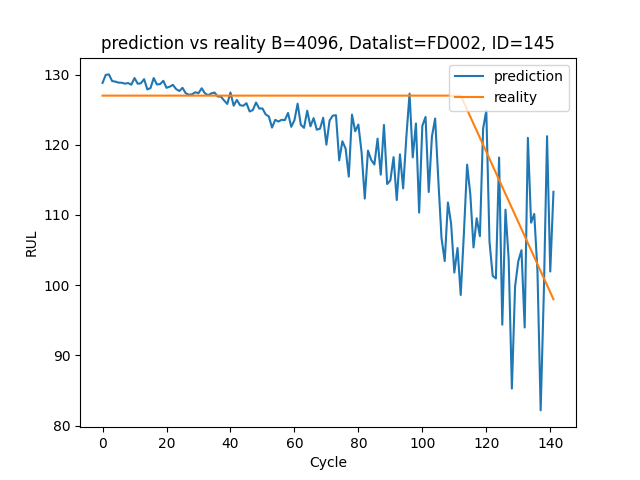 prediction vs reality B=4096, Datalist=FD002, ID=145
prediction
reality
RUL
130
120
110
100
90
80
0 20 40 60 80 100 120 140
Cycle